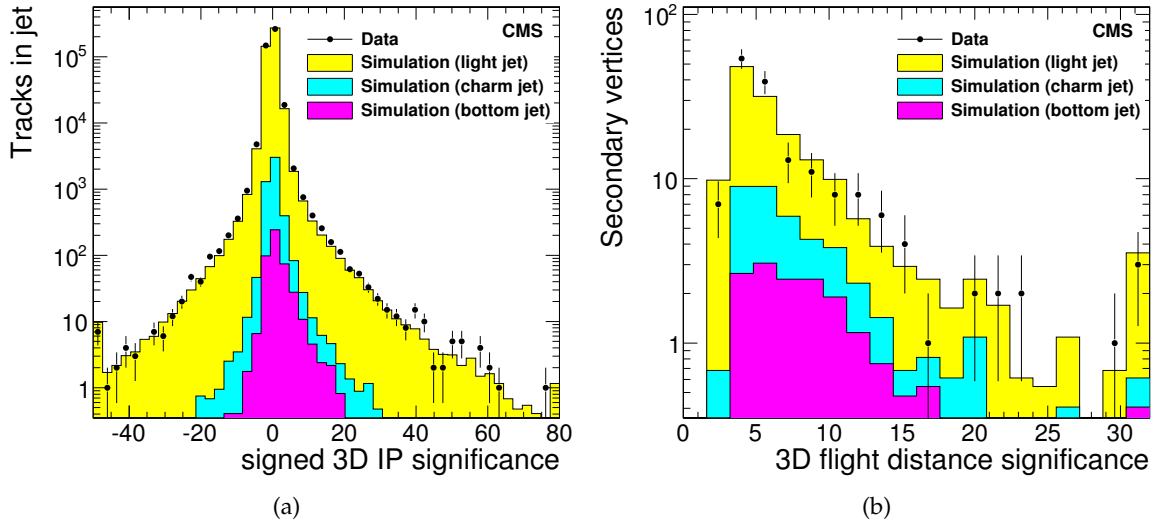 Tracks in jet
10^5
10^4
10^3
10^2
10
1
-40 -20 0 20 40 60 80
signed 3D IP significance
CMS
Data
Simulation (light jet)
Simulation (charm jet)
Simulation (bottom jet)
(a)
Secondary vertices
10^2
10
1
0 5 10 15 20 25 30
3D flight distance significance
CMS
Data
Simulation (light jet)
Simulation (charm jet)
Simulation (bottom jet)
(b)